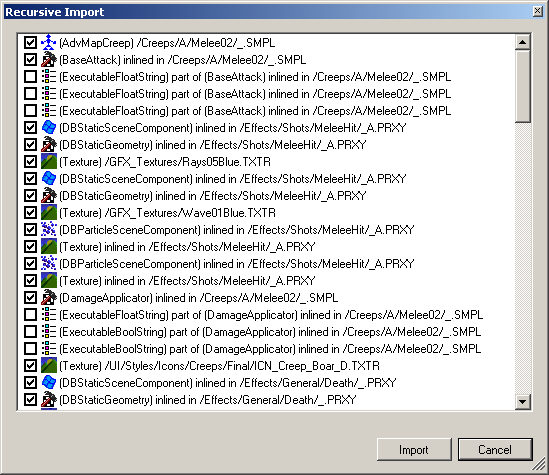 Recursive Import
(AdvMapCreep) /Creeps/A/Melee02/_.SMPL
(BaseAttack) inlined in /Creeps/A/Melee02/_.SMPL
(ExecutableFloatString) part of (BaseAttack) inlined in /Creeps/A/Melee02/_.SMPL
(ExecutableFloatString) part of (BaseAttack) inlined in /Creeps/A/Melee02/_.SMPL
(ExecutableFloatString) part of (BaseAttack) inlined in /Creeps/A/Melee02/_.SMPL
(DBStaticSceneComponent) inlined in /Effects/Shots/MeleeHit/_A.PRXY
(DBStaticGeometry) inlined in /Effects/Shots/MeleeHit/_A.PRXY
(Texture) /GFX_Textures/Rays05Blue.TXTR
(DBStaticSceneComponent) inlined in /Effects/Shots/MeleeHit/_A.PRXY
(DBStaticGeometry) inlined in /Effects/Shots/MeleeHit/_A.PRXY
(Texture) /GFX_Textures/Wave01Blue.TXTR
(DBParticleSceneComponent) inlined in /Effects/Shots/MeleeHit/_A.PRXY
(Texture) inlined in /Effects/Shots/MeleeHit/_A.PRXY
(DBParticleSceneComponent) inlined in /Effects/Shots/MeleeHit/_A.PRXY
(Texture) inlined in /Effects/Shots/MeleeHit/_A.PRXY
(DamageApplicator) inlined in /Creeps/A/Melee02/_.SMPL
(ExecutableFloatString) part of (DamageApplicator) inlined in /Creeps/A/Melee02/_.SMPL
(ExecutableBoolString) part of (DamageApplicator) inlined in /Creeps/A/Melee02/_.SMPL
(ExecutableBoolString) part of (DamageApplicator) inlined in /Creeps/A/Melee02/_.SMPL
(Texture) /UI/Styles/Icons/Creeps/Final/ICN_Creep_Boar_D.TXTR
(DBStaticSceneComponent) inlined in /Effects/General/Death/_.PRXY
(DBStaticGeometry) inlined in /Effects/General/Death/_.PRXY
Import Cancel